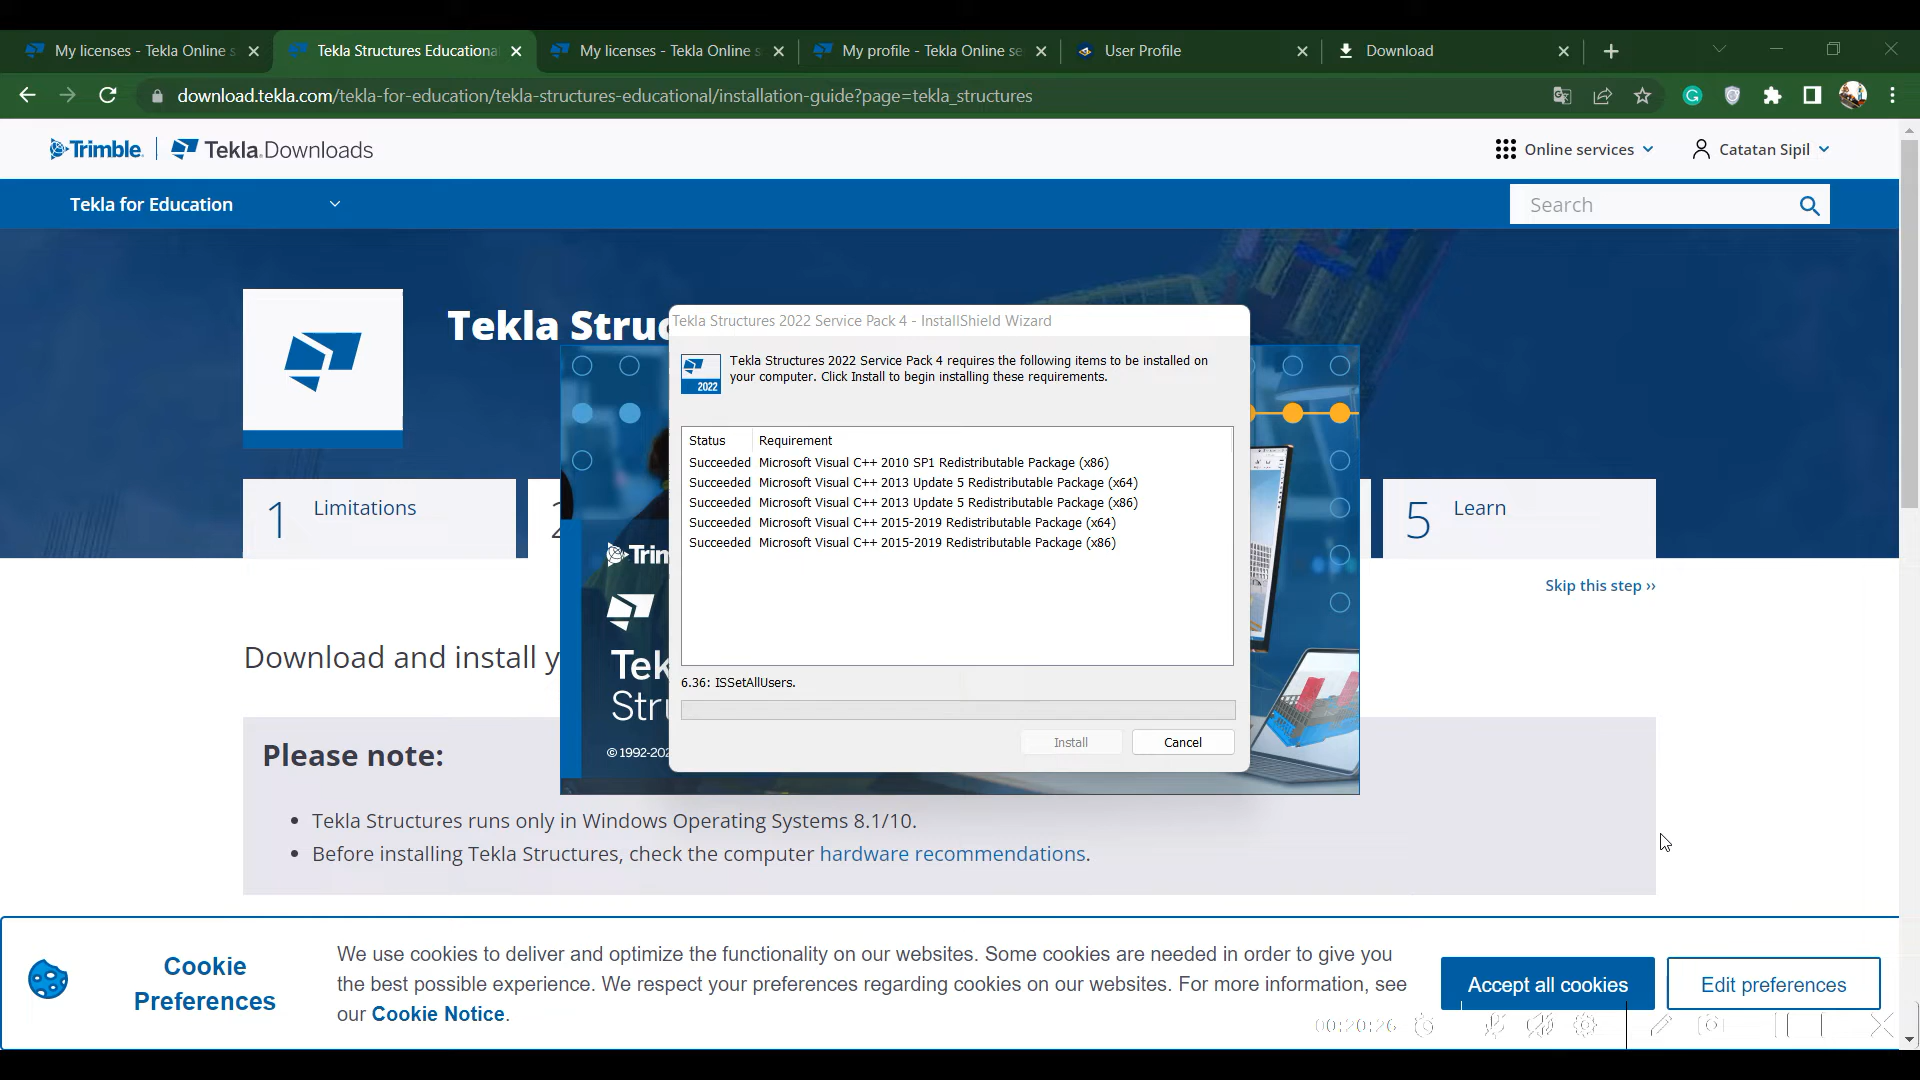 My licenses - Tekla Online s
Tekla Structures Educationa
My licenses - Tekla Online s
My profile - Tekla Online se
User Profile
Download
download.tekla.com/tekla-for-education/tekla-structures-educational/installation-guide?page=tekla_structures
Trimble
Tekla Downloads
Online services
Catatan Sipil
Tekla for Education
Search
Tekla Struc
Tekla Structures 2022 Service Pack 4 - InstallShield Wizard
2022
Tekla Structures 2022 Service Pack 4 requires the following items to be installed on
your computer. Click Install to begin installing these requirements.
Status Requirement
Succeeded Microsoft Visual C++ 2010 SP1 Redistributable Package (x86)
Succeeded Microsoft Visual C++ 2013 Update 5 Redistributable Package (x64)
Succeeded Microsoft Visual C++ 2013 Update 5 Redistributable Package (x86)
Succeeded Microsoft Visual C++ 2015-2019 Redistributable Package (x64)
Succeeded Microsoft Visual C++ 2015-2019 Redistributable Package (x86)
6.36: ISSetAllUsers.
Install
Cancel
1 Limitations
2
5 Learn
Skip this step ››
Trim
Tek
Stru
© 1992-202
Download and install y
Please note:
• Tekla Structures runs only in Windows Operating Systems 8.1/10.
• Before installing Tekla Structures, check the computer hardware recommendations.
Cookie
Preferences
We use cookies to deliver and optimize the functionality on our websites. Some cookies are needed in order to give you
the best possible experience. We respect your preferences regarding cookies on our websites. For more information, see
our Cookie Notice.
Accept all cookies
Edit preferences
00:20:26